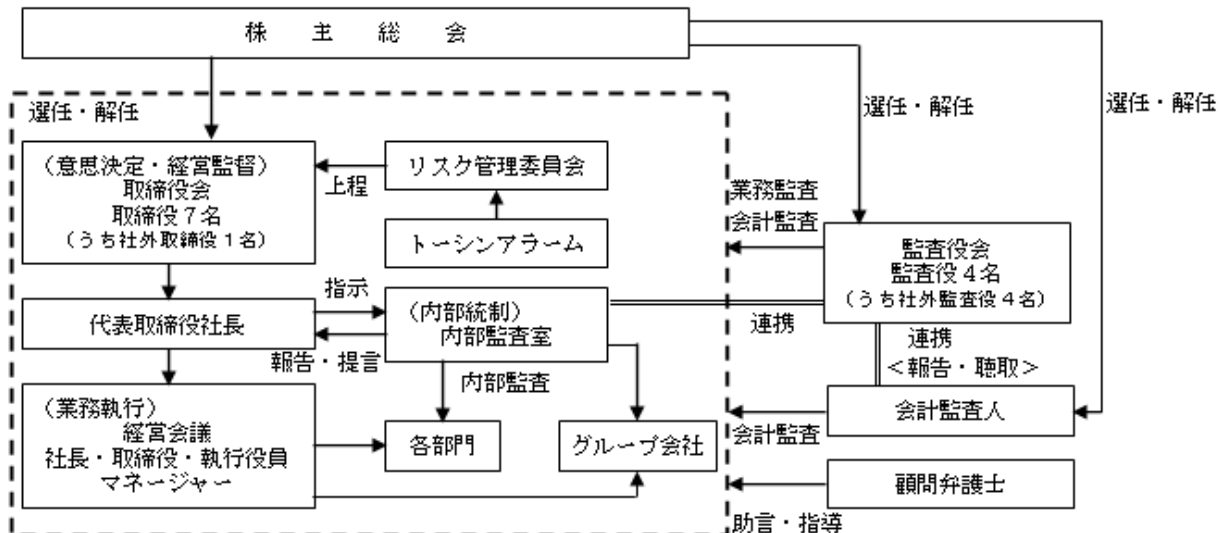 株主総会
選任・解任
選任・解任
選任・解任
(意思決定・経営監督)
取締役会
取締役7名
(うち社外取締役1名)
上程
リスク管理委員会
トーシンアラーム
業務監査
会計監査
監査役会
監査役4名
(うち社外監査役4名)
代表取締役社長
指示
報告・提言
(内部統制)
内部監査室
連携
連携
<報告・聴取>
内部監査
(業務執行)
経営会議
社長・取締役・執行役員
マネージャー
各部門
グループ会社
会計監査
会計監査人
顧問弁護士
助言・指導